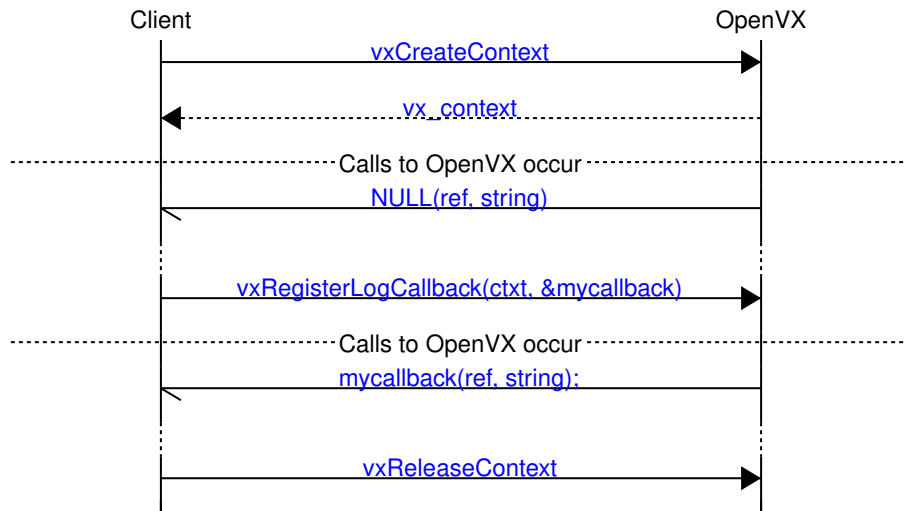 Client OpenVX
vxCreateContext
vx_context
Calls to OpenVX occur
NULL(ref, string)
vxRegisterLogCallback(ctxt, &mycallback)
Calls to OpenVX occur
mycallback(ref, string);
vxReleaseContext